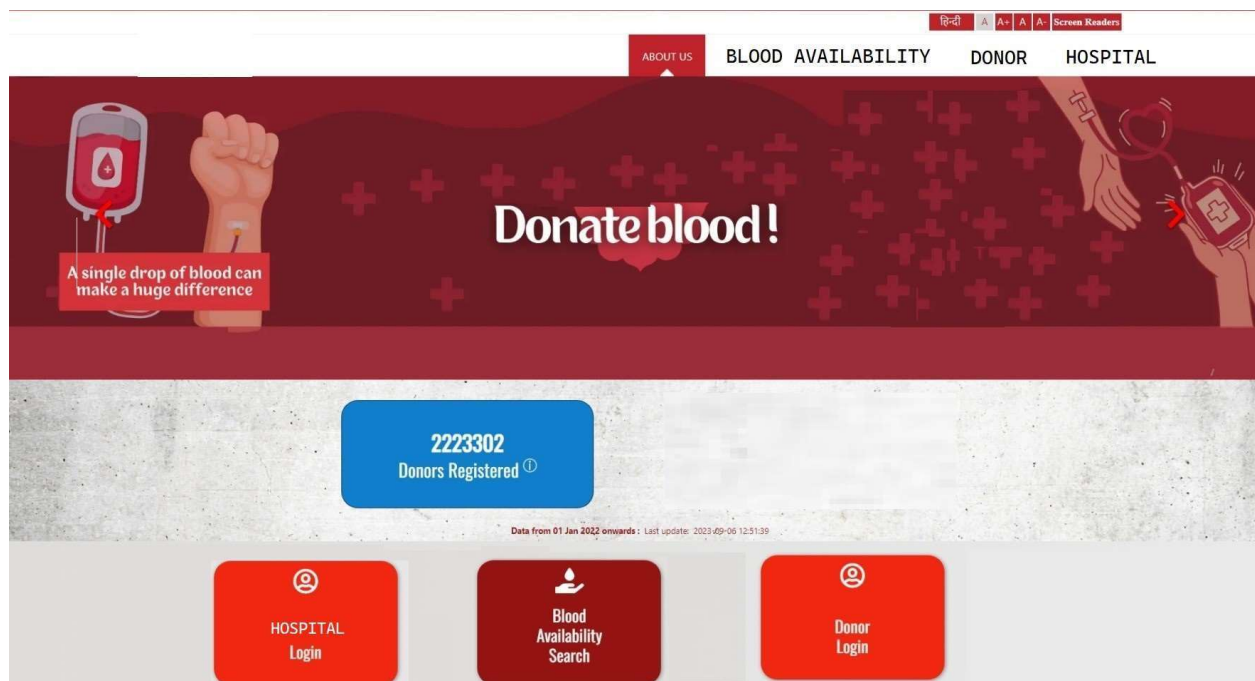 हिन्दी A A+ A A- Screen Readers
ABOUT US BLOOD AVAILABILITY DONOR HOSPITAL
Donate blood!
A single drop of blood can
make a huge difference
2223302
Donors Registered
Data from 01 Jan 2022 onwards : Last update: 2023-09-06 12:51:39
HOSPITAL
Login
Blood
Availability
Search
Donor
Login